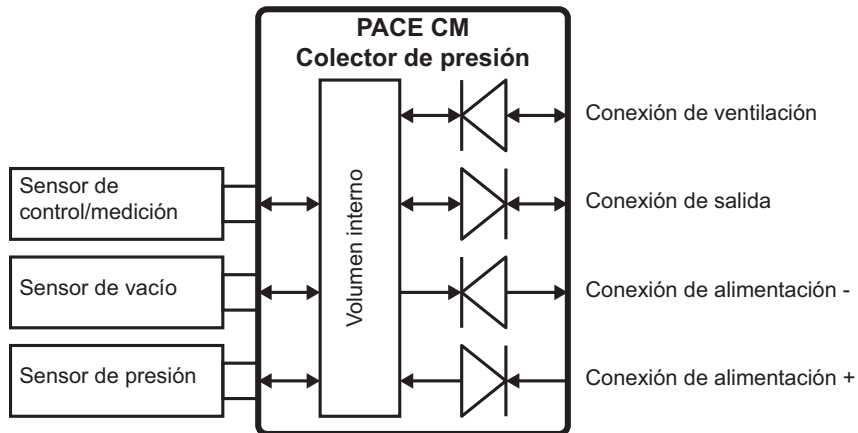 PACE CM
Colector de presión
Conexión de ventilación
Sensor de
control/medición
Conexión de salida
Volumen interno
Sensor de vacío
Conexión de alimentación -
Sensor de presión
Conexión de alimentación +